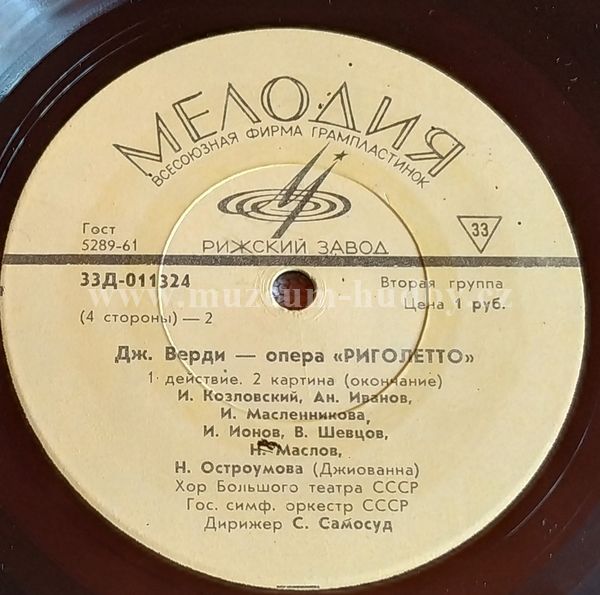 МЕЛОДИЯ
ВСЕСОЮЗНАЯ ФИРМА ГРАМПЛАСТИНОК
Гост
5289-61
33
РИЖСКИЙ ЗАВОД
33Д-011324
Вторая группа
(4 стороны) — 2
Цена 1 руб.
Дж. Верди — опера «РИГОЛЕТТО»
1 действие. 2 картина (окончание)
И. Козловский, Ан. Иванов,
И. Масленникова,
И. Ионов, В. Шевцов,
Н. Маслов,
Н. Остроумова (Джиованна)
Хор Большого театра СССР
Гос. симф. оркестр СССР
Дирижер С. Самосуд